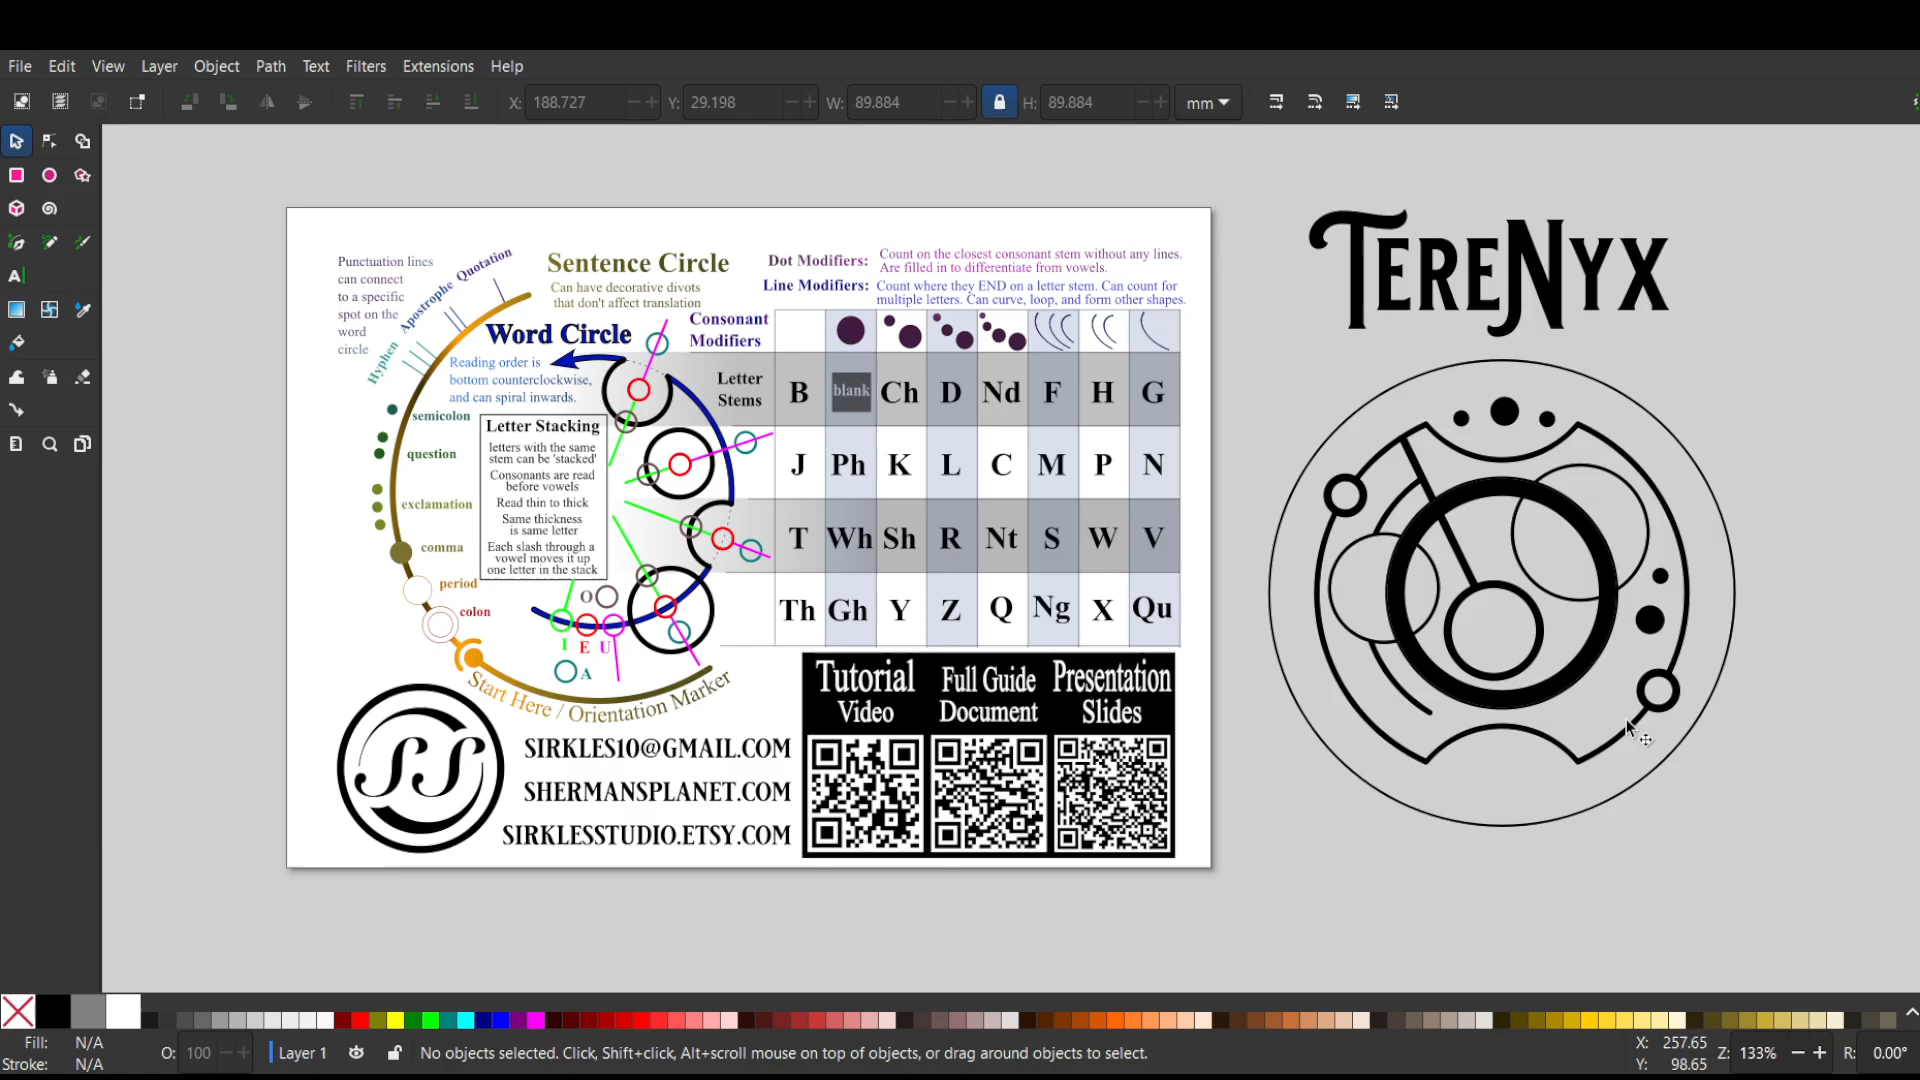 File Edit View Layer Object Path Text Filters Extensions Help
X: 188.727 Y: 29.198 W: 89.884 H: 89.884 mm
Punctuation lines
can connect
to a specific
spot on the
word
circle
Quotation
Apostrophe
Hyphen
semicolon
question
exclamation
comma
period
colon
Start Here / Orientation Marker
Sentence Circle
Can have decorative divots
that don't affect translation
Word Circle
Reading order is
bottom counterclockwise,
and can spiral inwards.
Letter Stacking
letters with the same
stem can be 'stacked'
Consonants are read
before vowels
Read thin to thick
Same thickness
is same letter
Each slash through a
vowel moves it up
one letter in the stack
O
I E U
A
Dot Modifiers: Count on the closest consonant stem without any lines.
Are filled in to differentiate from vowels.
Line Modifiers: Count where they END on a letter stem. Can count for
multiple letters. Can curve, loop, and form other shapes.
Consonant
Modifiers
Letter
Stems
B blank Ch D Nd F H G
J Ph K L C M P N
T Wh Sh R Nt S W V
Th Gh Y Z Q Ng X Qu
SS
SIRKLES10@GMAIL.COM
SHERMANSPLANET.COM
SIRKLESSTUDIO.ETSY.COM
Tutorial
Video
Full Guide
Document
Presentation
Slides
TERENYX
Fill: N/A
Stroke: N/A
O: 100
Layer 1
No objects selected. Click, Shift+click, Alt+scroll mouse on top of objects, or drag around objects to select.
X: 257.65
Y: 98.65
Z: 133%
R: 0.00°